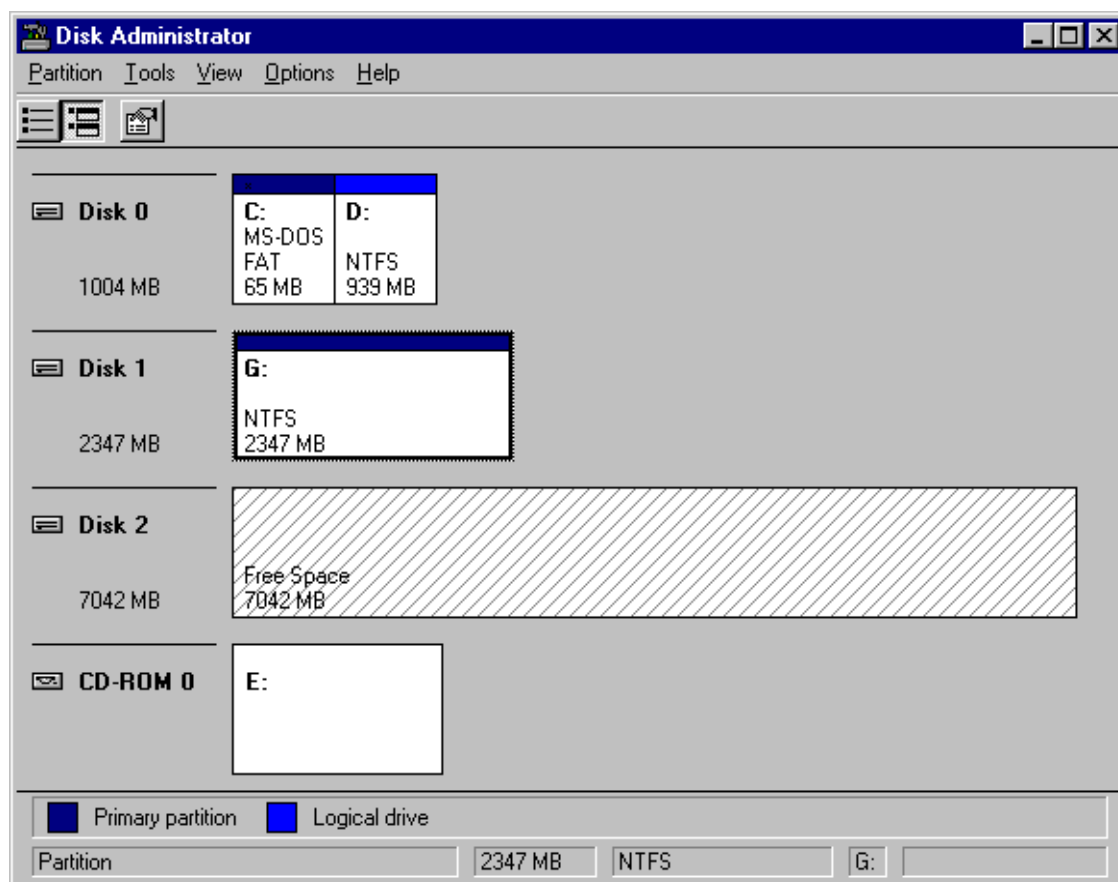 Disk Administrator
Partition Tools View Options Help
Disk 0
1004 MB
C:
MS-DOS
FAT
65 MB
D:
NTFS
939 MB
Disk 1
2347 MB
G:
NTFS
2347 MB
Disk 2
7042 MB
Free Space
7042 MB
CD-ROM 0
E:
Primary partition Logical drive
Partition 2347 MB NTFS G: